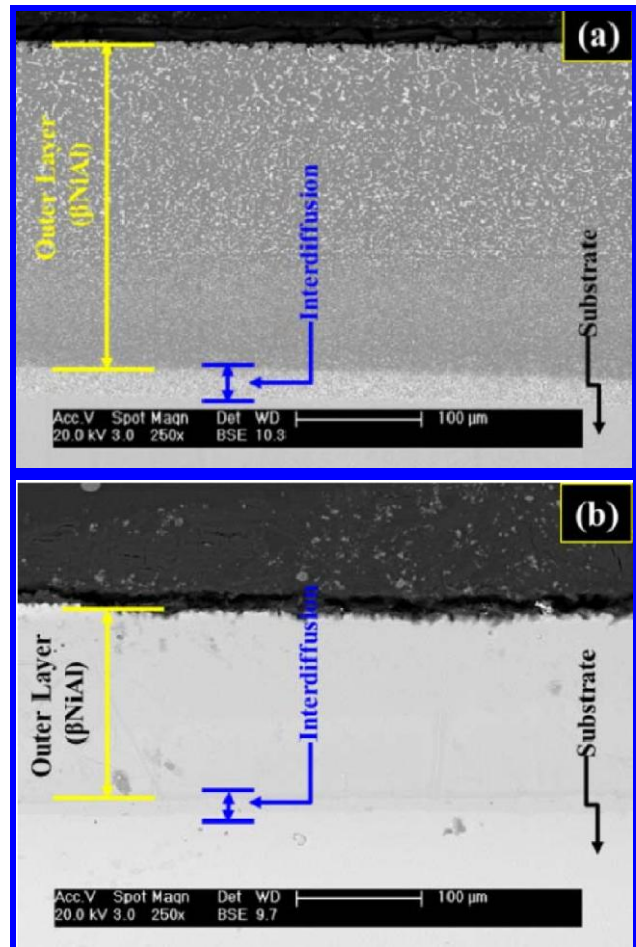 (a)
Outer Layer
(βNiAl)
Interdiffusion
Substrate
Acc.V Spot Magn Det WD 100 µm
20.0 kV 3.0 250x BSE 10.3
(b)
Outer Layer
(βNiAl)
Interdiffusion
Substrate
Acc.V Spot Magn Det WD 100 µm
20.0 kV 3.0 250x BSE 9.7